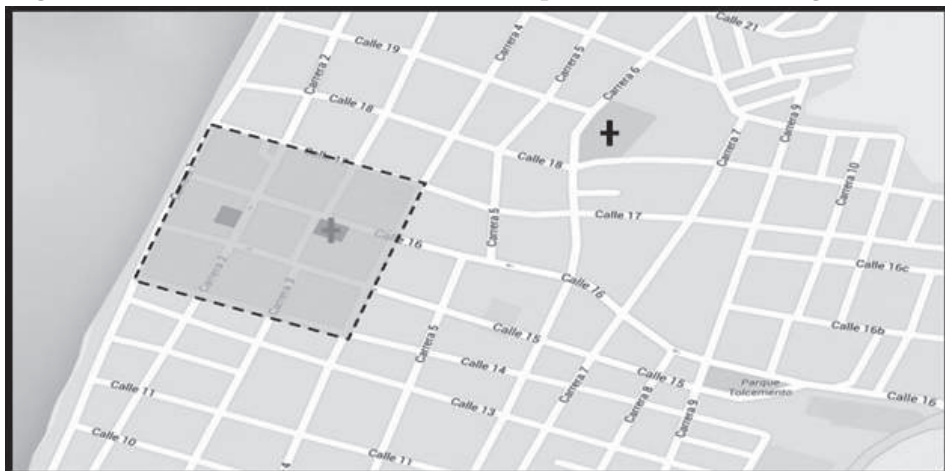 Calle 21
Calle 19
Carrera 2
Carrera 4
Carrera 5
Carrera 6
Carrera 9
Calle 18
Carrera 7
Calle 18
Carrera 10
Carrera 5
Calle 17
Calle 16
Calle 16c
Carrera 2
Carrera 3
Calle 16
Calle 16b
Carrera 5
Calle 15
Calle 14
Calle 15
Parque
Tolcemento
Calle 11
Carrera 7
Carrera 8
Carrera 9
Calle 16
Calle 13
Calle 10
Calle 11
4